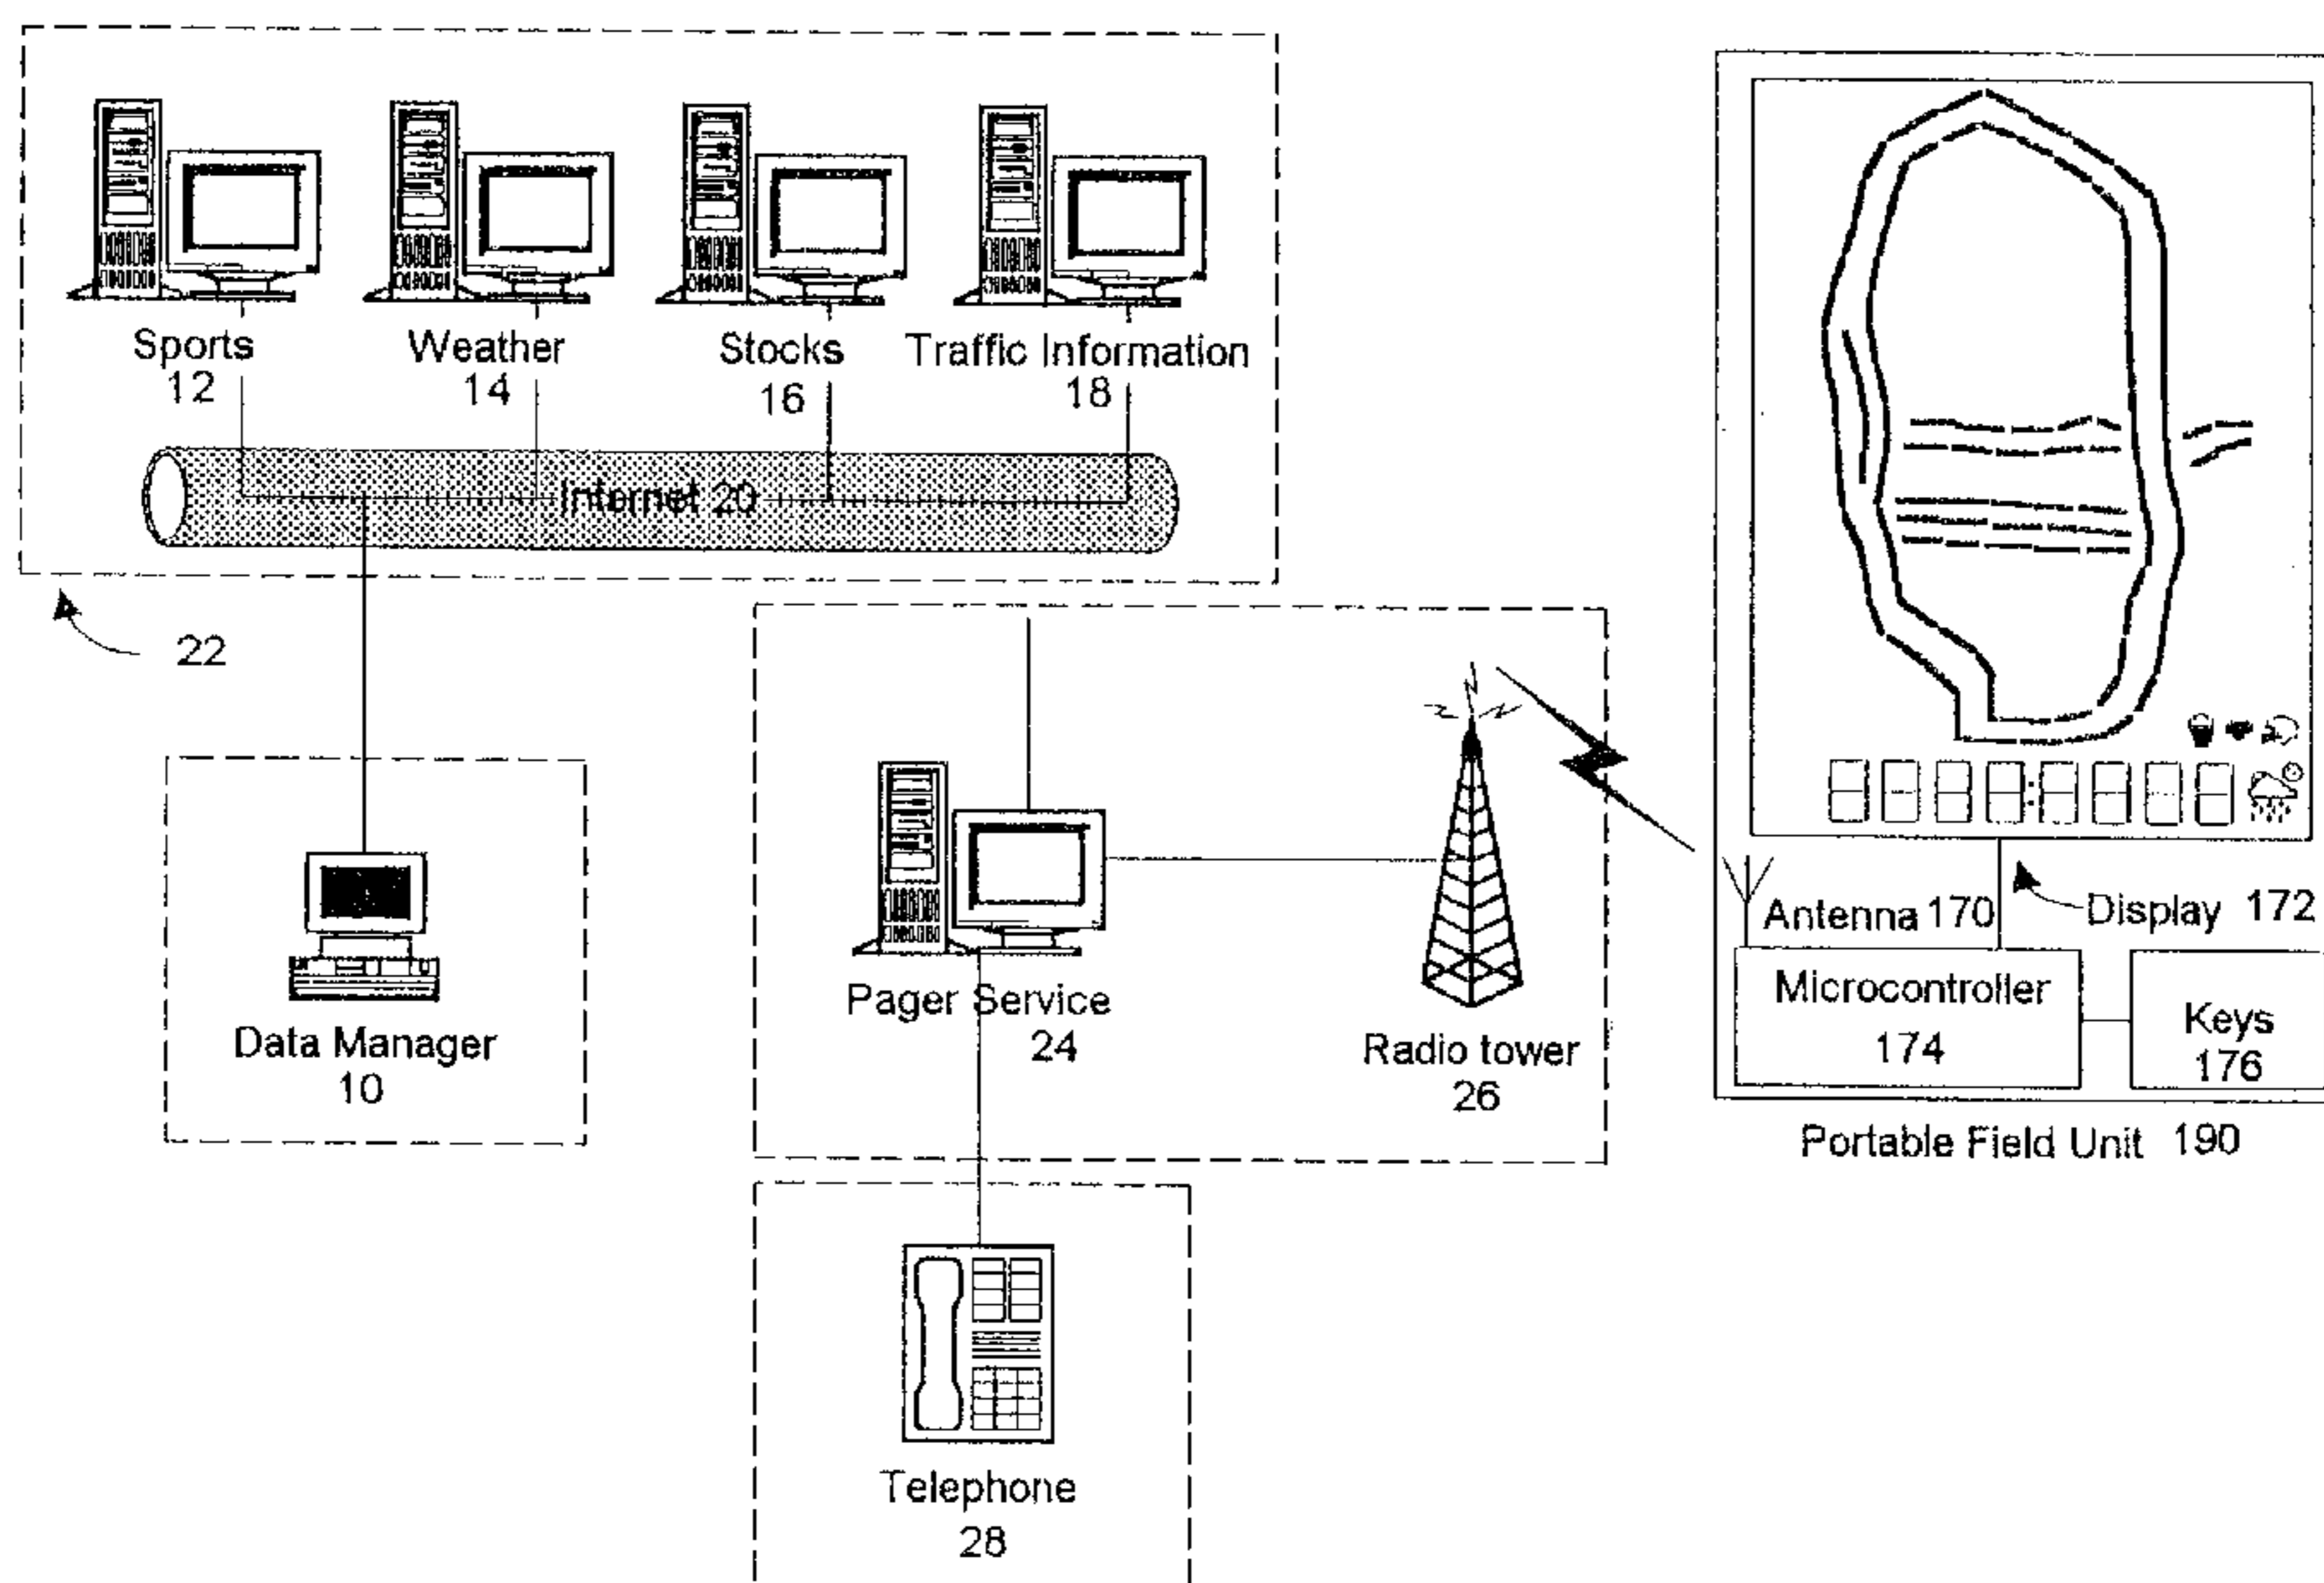 Sports
12
Weather
14
Stocks
16
Traffic Information
18
Internet 20
22
Data Manager
10
Pager Service
24
Radio tower
26
Telephone
28
Antenna 170
Display 172
Microcontroller
174
Keys
176
Portable Field Unit 190